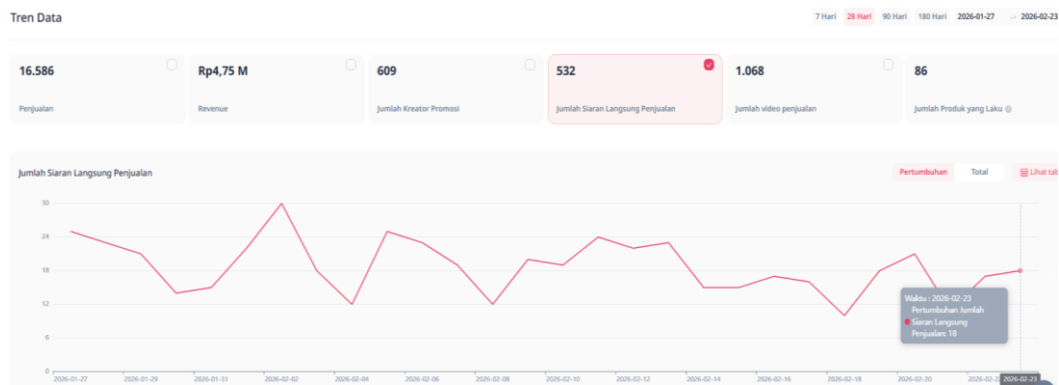 Tren Data
7 Hari 28 Hari 90 Hari 180 Hari 2026-01-27 → 2026-02-23
16.586
Penjualan
Rp4,75 M
Revenue
609
Jumlah Kreator Promosi
532
Jumlah Siaran Langsung Penjualan
1.068
Jumlah video penjualan
86
Jumlah Produk yang Laku
Jumlah Siaran Langsung Penjualan
Pertumbuhan Total Lihat tab
30
24
18
12
6
0
Waktu : 2026-02-23
Pertumbuhan Jumlah
Siaran Langsung
Penjualan: 18
2026-01-27 2026-01-29 2026-01-31 2026-02-02 2026-02-04 2026-02-06 2026-02-08 2026-02-10 2026-02-12 2026-02-14 2026-02-16 2026-02-18 2026-02-20 2026-02-2 2026-02-23